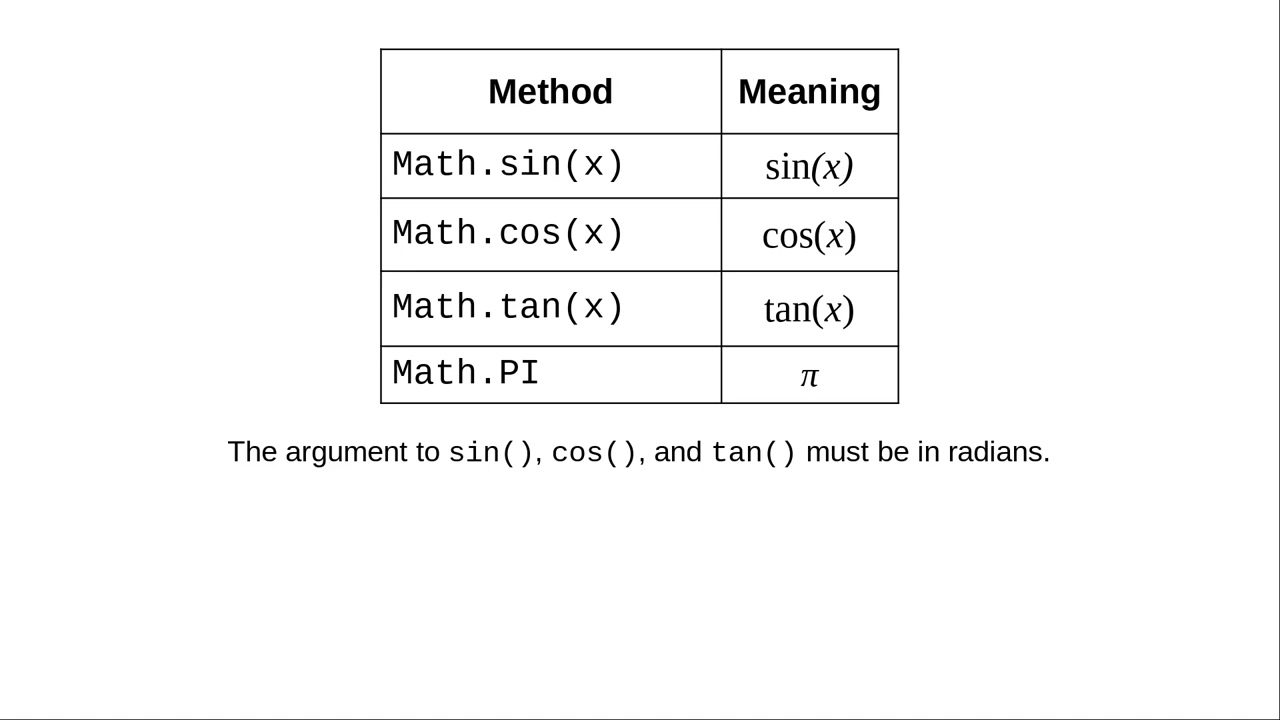 Method Meaning
Math.sin(x) sin(x)
Math.cos(x) cos(x)
Math.tan(x) tan(x)
Math.PI π
The argument to sin(), cos(), and tan() must be in radians.